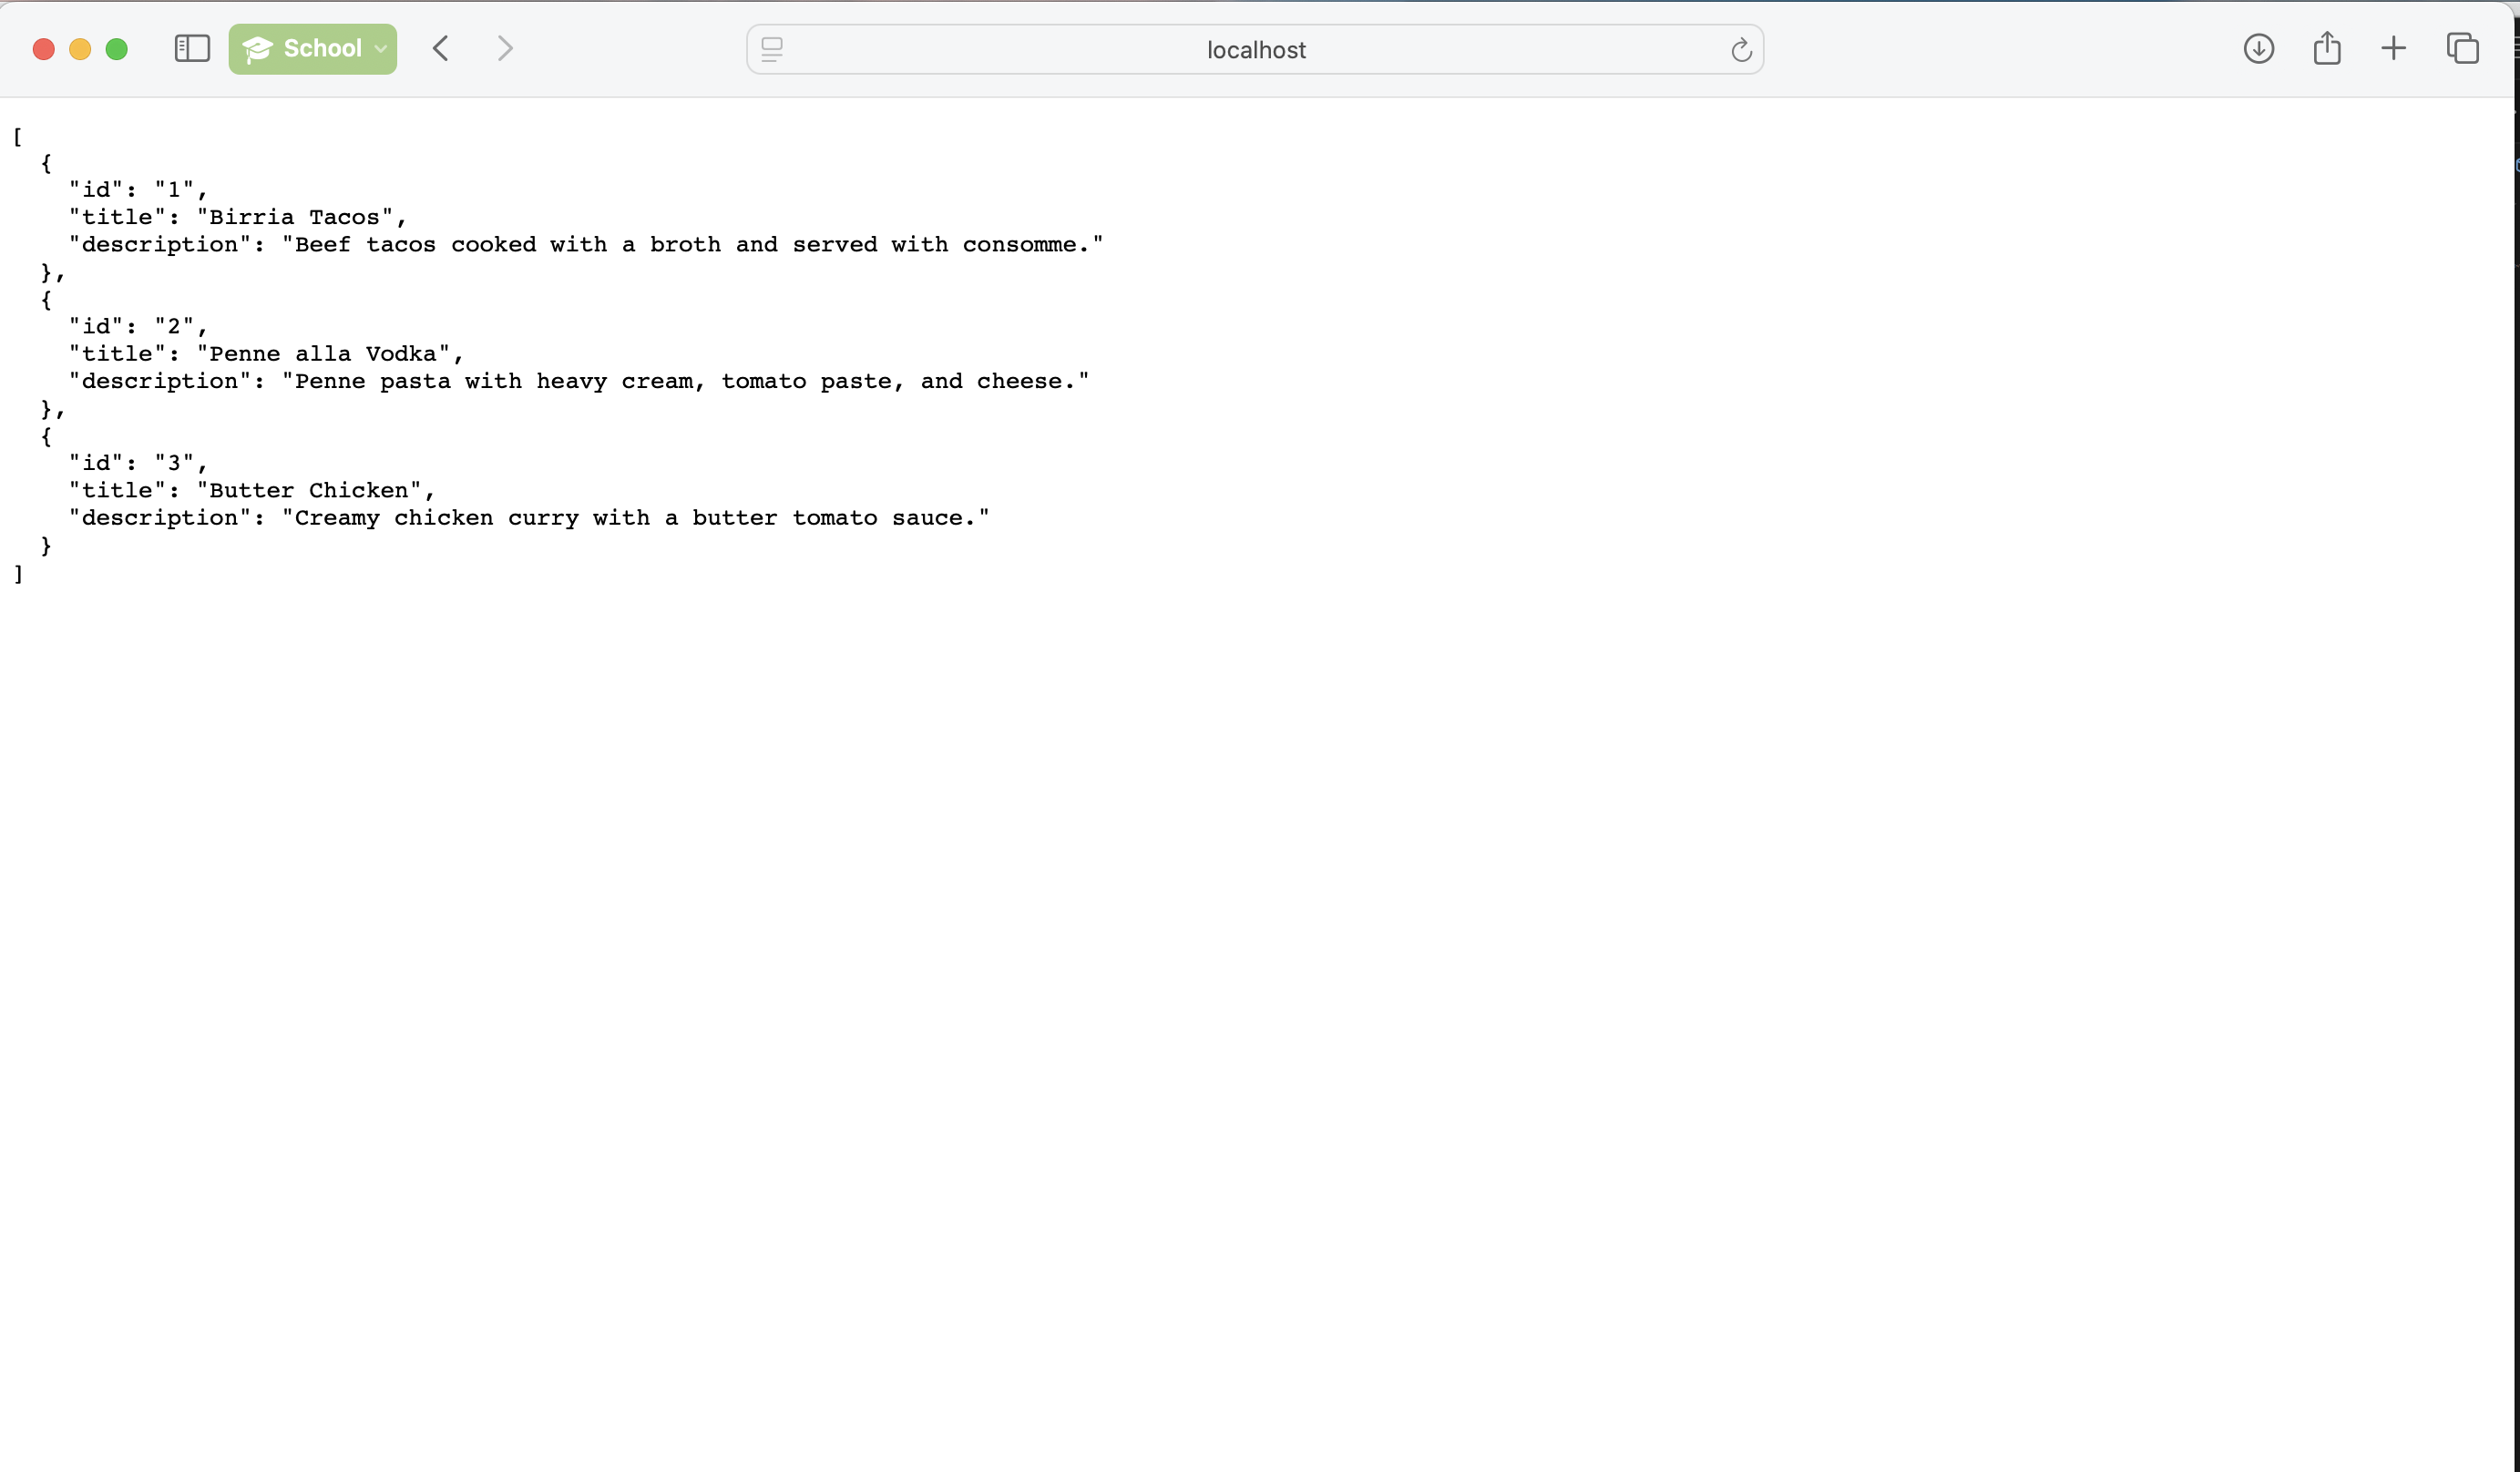 School
localhost
[
  {
    "id": "1",
    "title": "Birria Tacos",
    "description": "Beef tacos cooked with a broth and served with consomme."
  },
  {
    "id": "2",
    "title": "Penne alla Vodka",
    "description": "Penne pasta with heavy cream, tomato paste, and cheese."
  },
  {
    "id": "3",
    "title": "Butter Chicken",
    "description": "Creamy chicken curry with a butter tomato sauce."
  }
]